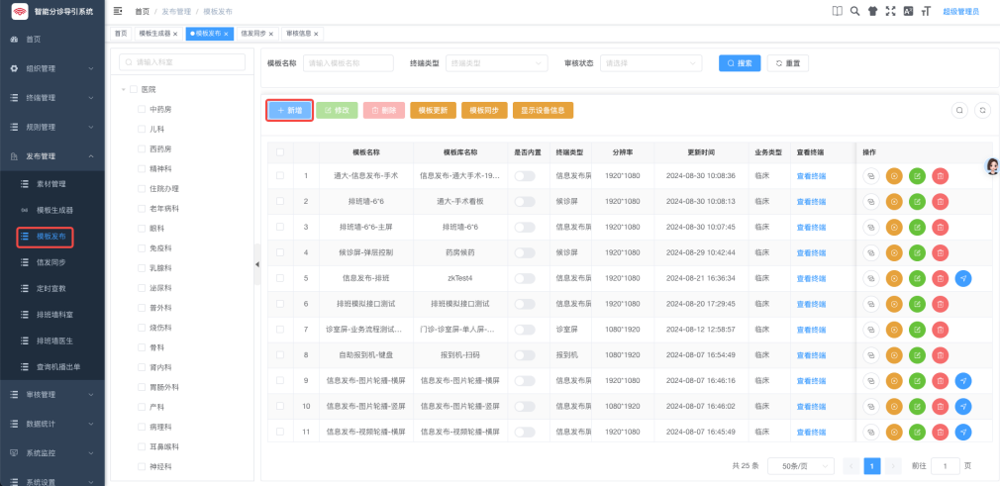 智能分诊导引系统
首页 / 发布管理 / 模板发布
超级管理员
首页 模板生成器 × 模板发布 × 信发同步 × 审核信息 ×
首页
组织管理
终端管理
规则管理
发布管理
素材管理
模板生成器
模板发布
信发同步
定时宣教
排班墙科室
排班墙医生
查询机播出单
审核管理
数据统计
系统监控
系统设置
请输入科室
医院
中药房
儿科
西药房
精神科
住院办理
老年病科
眼科
免疫科
乳腺科
泌尿科
普外科
烧伤科
骨科
肾内科
胃肠外科
产科
病理科
耳鼻喉科
神经科
模板名称 请输入模板名称 终端类型 终端类型 审核状态 请选择 搜索 重置
新增 修改 删除 模板更新 模板同步 显示设备信息
模板名称 模板库名称 是否内置 终端类型 分辨率 更新时间 业务类型 查看终端 操作
1 通大-信息发布-手术 信息发布-通大手术-19... 信息发布屏 1920*1080 2024-08-30 10:08:36 临床 查看终端
2 排班墙-6*6 通大-手术看板 候诊屏 1920*1080 2024-08-30 10:08:13 临床 查看终端
3 排班墙-6*6-主屏 排班墙-6*6 信息发布屏 1920*1080 2024-08-30 10:07:45 临床 查看终端
4 候诊屏-弹层控制 药房候药 候诊屏 1920*1080 2024-08-29 10:42:44 临床 查看终端
5 信息发布-排班 zkTest4 信息发布屏 1920*1080 2024-08-21 16:36:34 临床 查看终端
6 排班模拟接口测试 排班模拟接口测试 信息发布屏 1920*1080 2024-08-20 17:29:45 临床 查看终端
7 诊室屏-业务流程测试... 门诊-诊室屏-单人屏-... 诊室屏 1080*1920 2024-08-12 12:58:57 临床 查看终端
8 自助报到机-键盘 报到机-扫码 报到机 1080*1920 2024-08-07 16:54:49 临床 查看终端
9 信息发布-图片轮播-横屏 信息发布-图片轮播-横屏 信息发布屏 1920*1080 2024-08-07 16:46:16 临床 查看终端
10 信息发布-图片轮播-竖屏 信息发布-图片轮播-竖屏 信息发布屏 1080*1920 2024-08-07 16:46:02 临床 查看终端
11 信息发布-视频轮播-横屏 信息发布-视频轮播-横屏 信息发布屏 1920*1080 2024-08-07 16:45:49 临床 查看终端
共 25 条 50条/页 1 前往 1 页